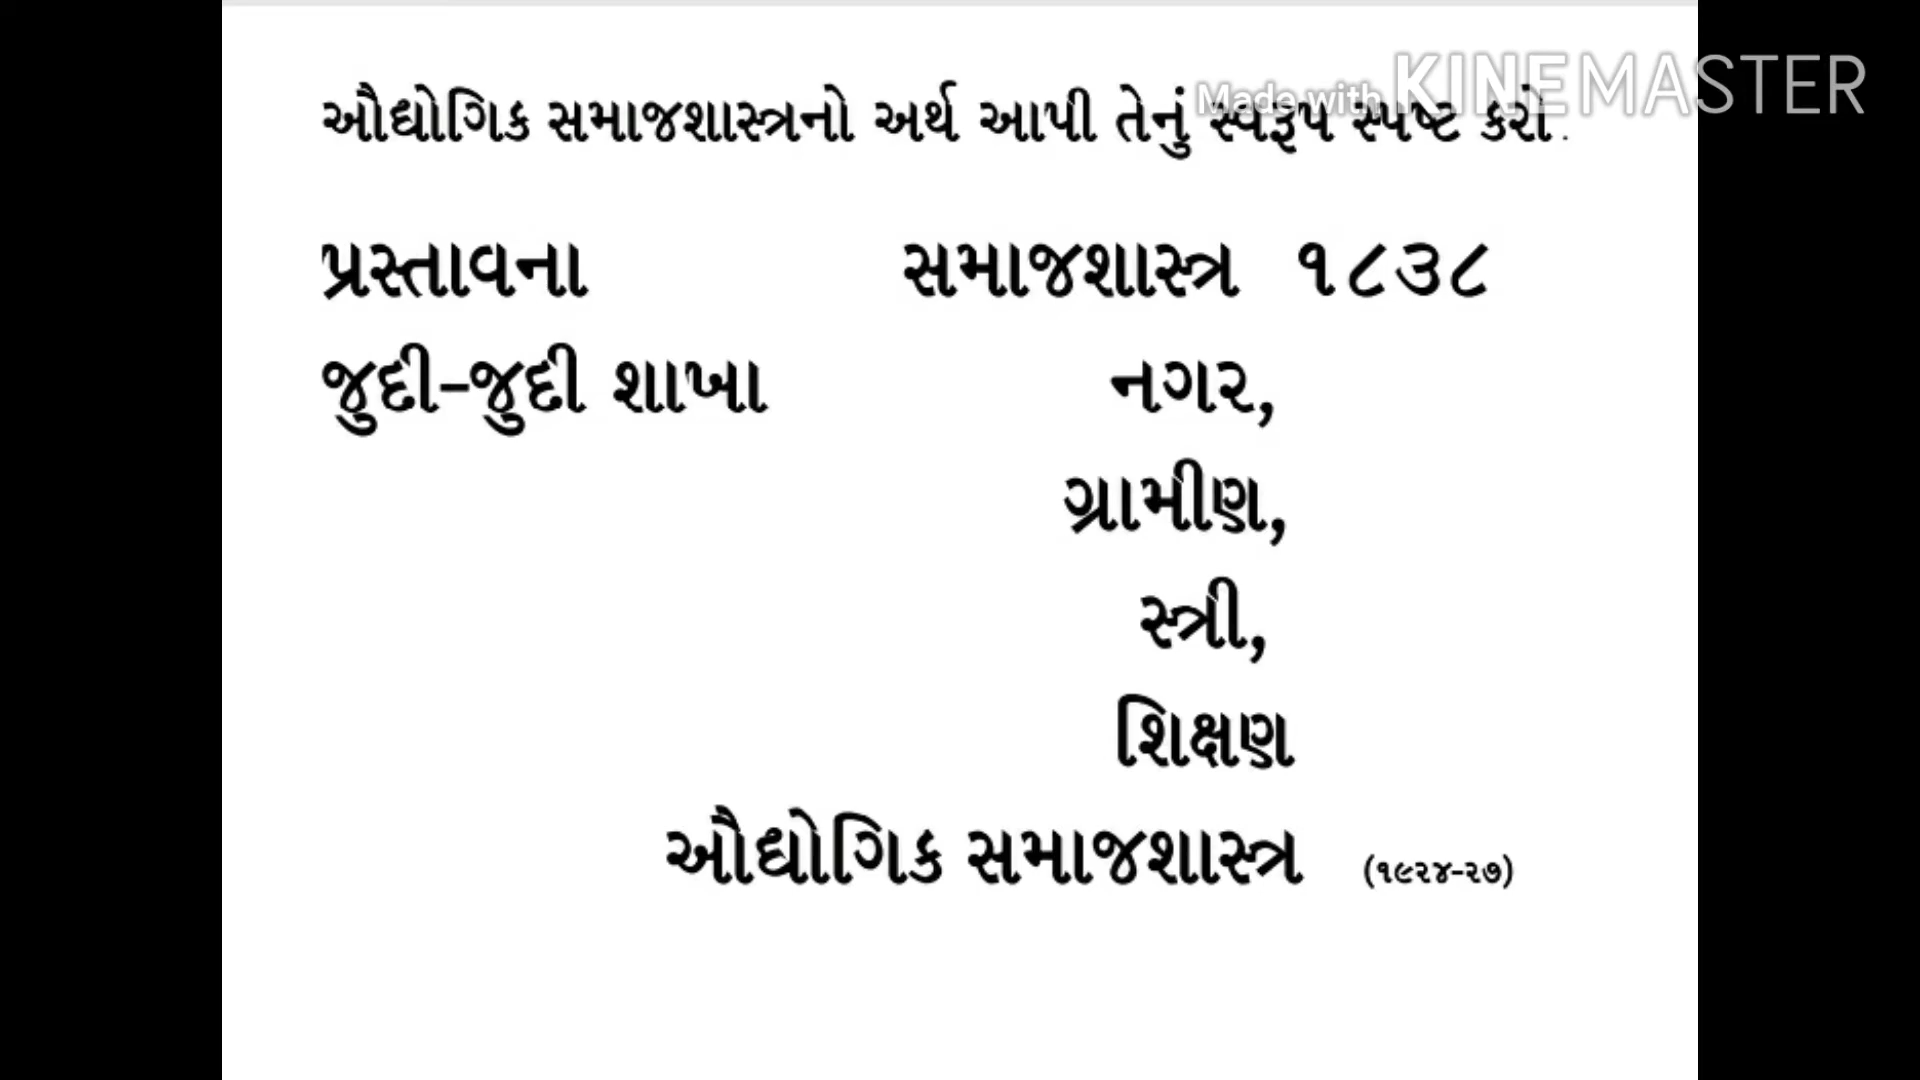 Made with KINEMASTER
ઔદ્યોગિક સમાજશાસ્ત્રનો અર્થ આપી તેનું સ્વરૂપ સ્પષ્ટ કરો.
પ્રસ્તાવના સમાજશાસ્ત્ર ૧૮૩૮
જુદી-જુદી શાખા નગર,
ગ્રામીણ,
સ્ત્રી,
શિક્ષણ
ઔદ્યોગિક સમાજશાસ્ત્ર (૧૯૨૪-૨૭)